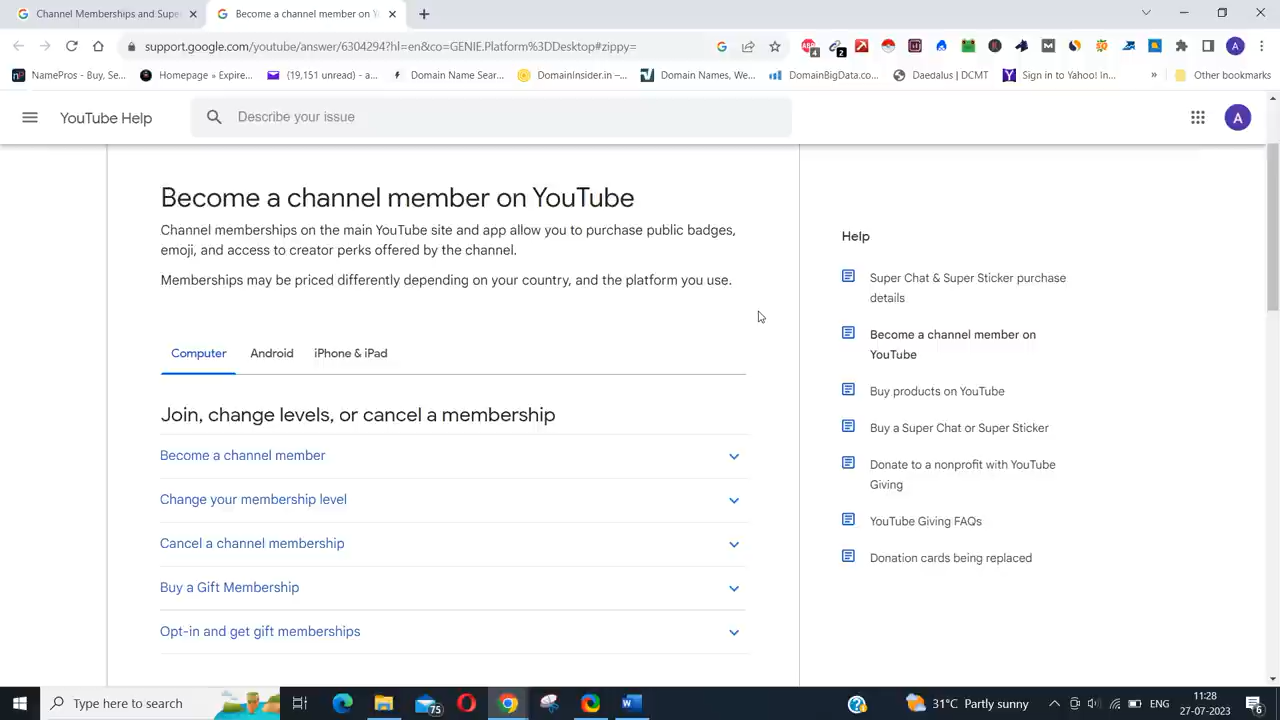 Channel Memberships and Supe
Become a channel member on Y
support.google.com/youtube/answer/6304294?hl=en&co=GENIE.Platform%3DDesktop#zippy=
NamePros - Buy, Se...
Homepage » Expire...
(19,151 unread) - a...
Domain Name Sear...
DomainInsider.in –...
Domain Names, We...
DomainBigData.co...
Daedalus | DCMT
Sign in to Yahoo! In...
»
Other bookmarks
YouTube Help
Describe your issue
A
Become a channel member on YouTube
Channel memberships on the main YouTube site and app allow you to purchase public badges,
emoji, and access to creator perks offered by the channel.
Memberships may be priced differently depending on your country, and the platform you use.
Computer
Android
iPhone & iPad
Join, change levels, or cancel a membership
Become a channel member
Change your membership level
Cancel a channel membership
Buy a Gift Membership
Opt-in and get gift memberships
Help
Super Chat & Super Sticker purchase
details
Become a channel member on
YouTube
Buy products on YouTube
Buy a Super Chat or Super Sticker
Donate to a nonprofit with YouTube
Giving
YouTube Giving FAQs
Donation cards being replaced
Type here to search
75
31°C Partly sunny
ENG
11:28
27-07-2023
6